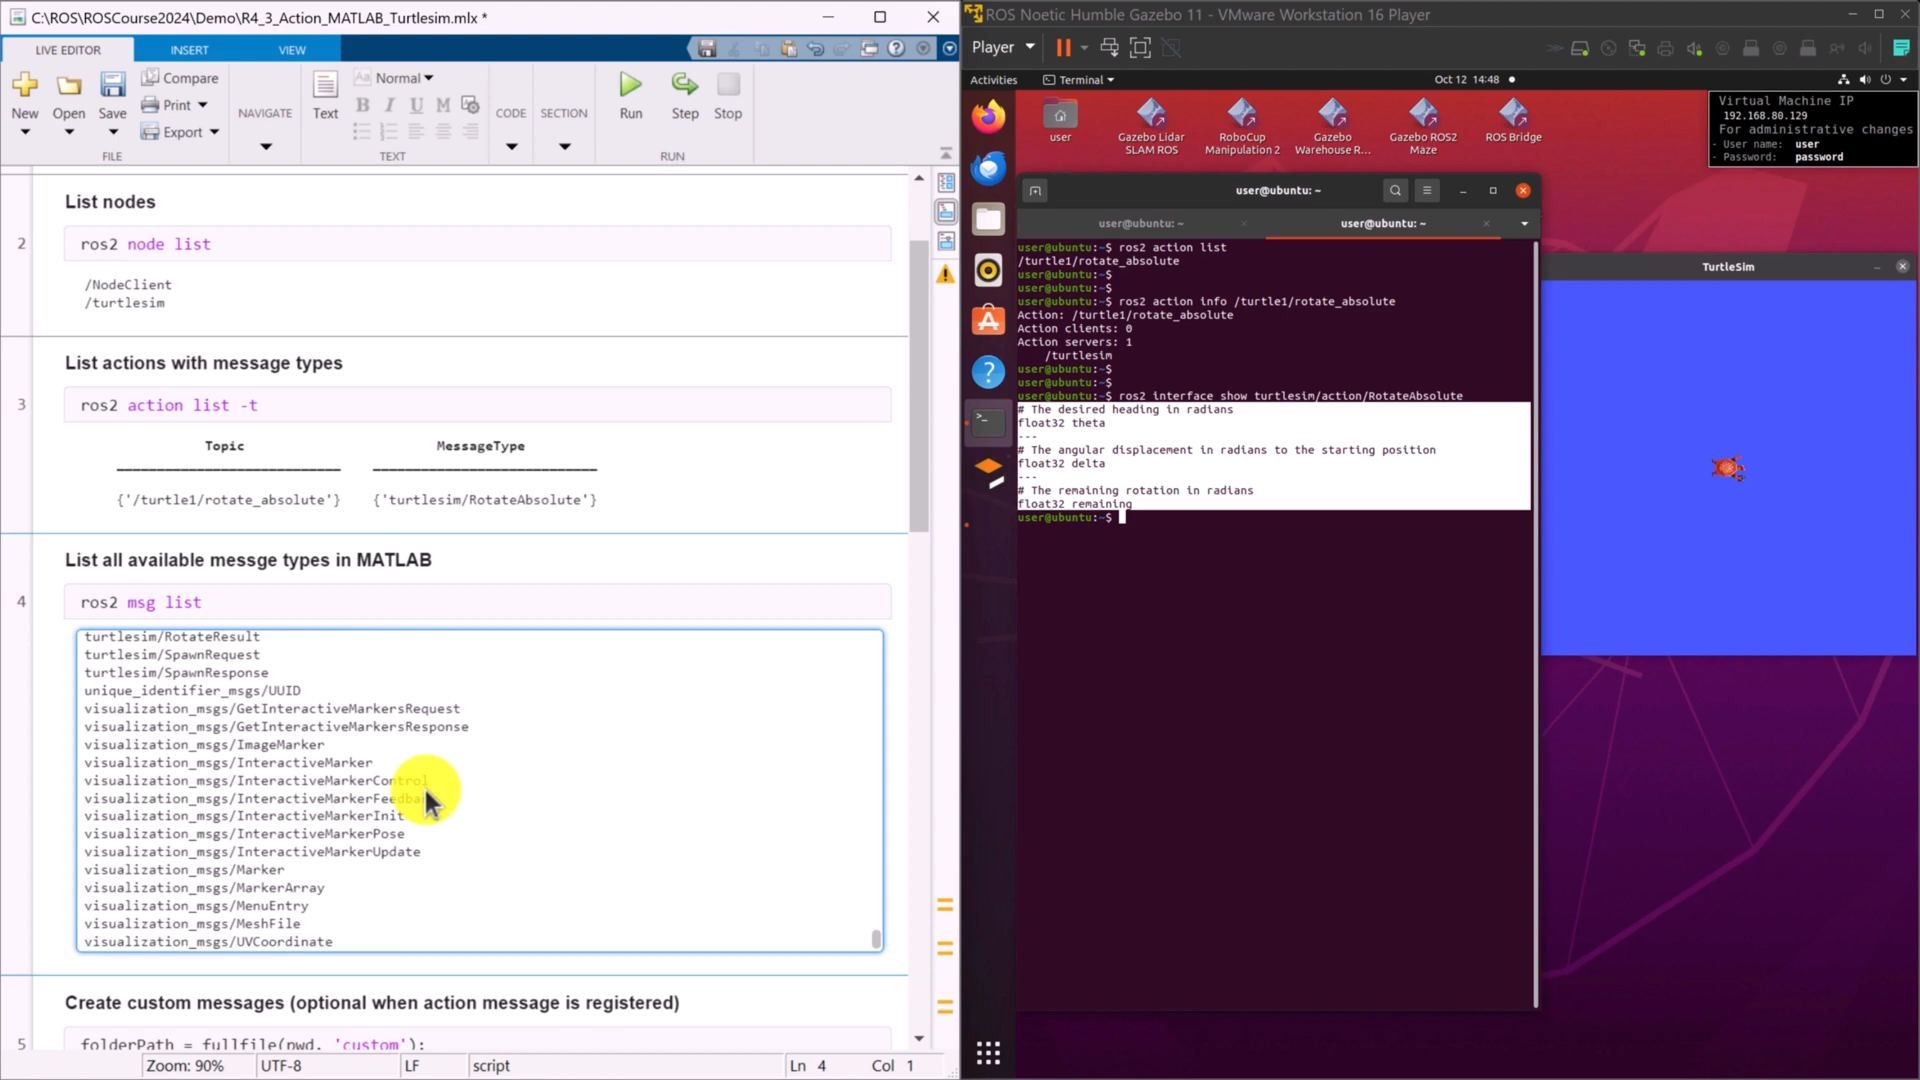 C:\ROS\ROSCourse2024\Demo\R4_3_Action_MATLAB_Turtlesim.mlx *
LIVE EDITOR
INSERT
VIEW
New
Open
Save
Compare
Print
Export
FILE
NAVIGATE
Text
Aa Normal
B I U M
TEXT
CODE
SECTION
Run
Step
Stop
RUN
List nodes
2
ros2 node list
/NodeClient
/turtlesim
List actions with message types
3
ros2 action list -t
Topic MessageType
{'/turtle1/rotate_absolute'} {'turtlesim/RotateAbsolute'}
List all available messge types in MATLAB
4
ros2 msg list
turtlesim/RotateResult
turtlesim/SpawnRequest
turtlesim/SpawnResponse
unique_identifier_msgs/UUID
visualization_msgs/GetInteractiveMarkersRequest
visualization_msgs/GetInteractiveMarkersResponse
visualization_msgs/ImageMarker
visualization_msgs/InteractiveMarker
visualization_msgs/InteractiveMarkerControl
visualization_msgs/InteractiveMarkerFeedba
visualization_msgs/InteractiveMarkerInit
visualization_msgs/InteractiveMarkerPose
visualization_msgs/InteractiveMarkerUpdate
visualization_msgs/Marker
visualization_msgs/MarkerArray
visualization_msgs/MenuEntry
visualization_msgs/MeshFile
visualization_msgs/UVCoordinate
Create custom messages (optional when action message is registered)
5
folderPath = fullfile(pwd, 'custom');
Zoom: 90% UTF-8 LF script Ln 4 Col 1
ROS Noetic Humble Gazebo 11 - VMware Workstation 16 Player
Player
Activities
Terminal
Oct 12 14:48
user
Gazebo Lidar
SLAM ROS
RoboCup
Manipulation 2
Gazebo
Warehouse R...
Gazebo ROS2
Maze
ROS Bridge
Virtual Machine IP
192.168.80.129
For administrative changes
- User name: user
- Password: password
user@ubuntu: ~
user@ubuntu: ~
user@ubuntu: ~
user@ubuntu:~$ ros2 action list
/turtle1/rotate_absolute
user@ubuntu:~$
user@ubuntu:~$
user@ubuntu:~$ ros2 action info /turtle1/rotate_absolute
Action: /turtle1/rotate_absolute
Action clients: 0
Action servers: 1
/turtlesim
user@ubuntu:~$
user@ubuntu:~$
user@ubuntu:~$ ros2 interface show turtlesim/action/RotateAbsolute
# The desired heading in radians
float32 theta
---
# The angular displacement in radians to the starting position
float32 delta
---
# The remaining rotation in radians
float32 remaining
user@ubuntu:~$
TurtleSim